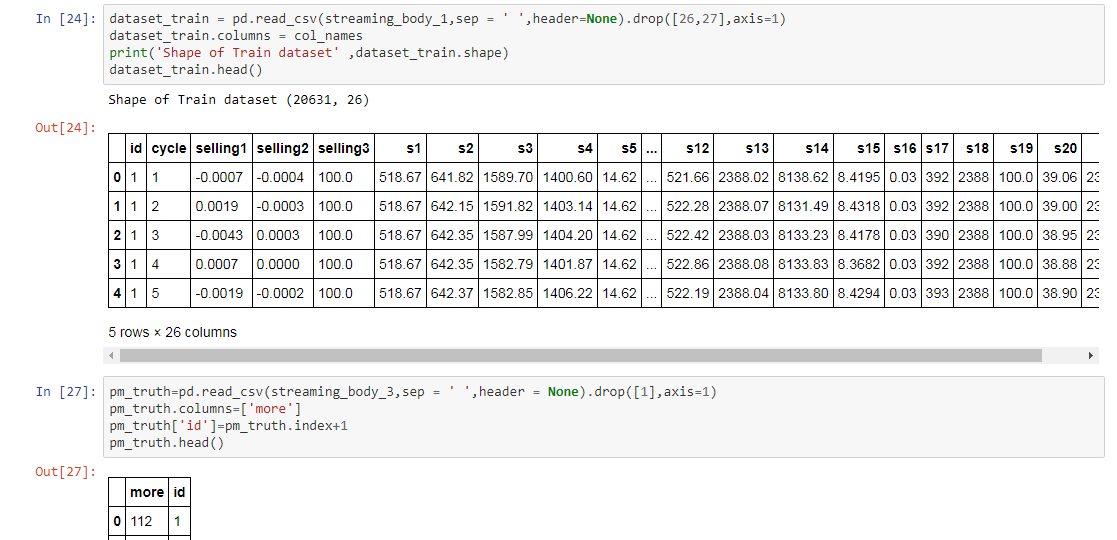 In [24]: dataset_train = pd.read_csv(streaming_body_1,sep = ' ',header=None).drop([26,27],axis=1)
dataset_train.columns = col_names
print('Shape of Train dataset' ,dataset_train.shape)
dataset_train.head()
Shape of Train dataset (20631, 26)
Out[24]:
id cycle selling1 selling2 selling3 s1 s2 s3 s4 s5 ... s12 s13 s14 s15 s16 s17 s18 s19 s20
0 1 1 -0.0007 -0.0004 100.0 518.67 641.82 1589.70 1400.60 14.62 ... 521.66 2388.02 8138.62 8.4195 0.03 392 2388 100.0 39.06 23
1 1 2 0.0019 -0.0003 100.0 518.67 642.15 1591.82 1403.14 14.62 ... 522.28 2388.07 8131.49 8.4318 0.03 392 2388 100.0 39.00 23
2 1 3 -0.0043 0.0003 100.0 518.67 642.35 1587.99 1404.20 14.62 ... 522.42 2388.03 8133.23 8.4178 0.03 390 2388 100.0 38.95 23
3 1 4 0.0007 0.0000 100.0 518.67 642.35 1582.79 1401.87 14.62 ... 522.86 2388.08 8133.83 8.3682 0.03 392 2388 100.0 38.88 23
4 1 5 -0.0019 -0.0002 100.0 518.67 642.37 1582.85 1406.22 14.62 ... 522.19 2388.04 8133.80 8.4294 0.03 393 2388 100.0 38.90 23
5 rows × 26 columns
In [27]: pm_truth=pd.read_csv(streaming_body_3,sep = ' ',header = None).drop([1],axis=1)
pm_truth.columns=['more']
pm_truth['id']=pm_truth.index+1
pm_truth.head()
Out[27]:
more id
0 112 1